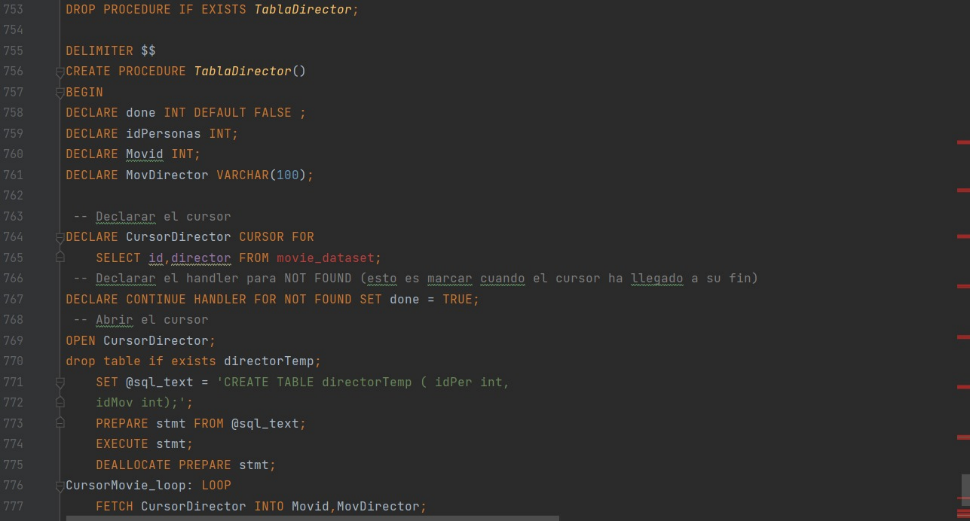 753 DROP PROCEDURE IF EXISTS TablaDirector;
754
755 DELIMITER $$
756 CREATE PROCEDURE TablaDirector()
757 BEGIN
758 DECLARE done INT DEFAULT FALSE ;
759 DECLARE idPersonas INT;
760 DECLARE Movid INT;
761 DECLARE MovDirector VARCHAR(100);
762
763 -- Declarar el cursor
764 DECLARE CursorDirector CURSOR FOR
765 SELECT id,director FROM movie_dataset;
766 -- Declarar el handler para NOT FOUND (esto es marcar cuando el cursor ha llegado a su fin)
767 DECLARE CONTINUE HANDLER FOR NOT FOUND SET done = TRUE;
768 -- Abrir el cursor
769 OPEN CursorDirector;
770 drop table if exists directorTemp;
771 SET @sql_text = 'CREATE TABLE directorTemp ( idPer int,
772 idMov int);';
773 PREPARE stmt FROM @sql_text;
774 EXECUTE stmt;
775 DEALLOCATE PREPARE stmt;
776 CursorMovie_loop: LOOP
777 FETCH CursorDirector INTO Movid,MovDirector;